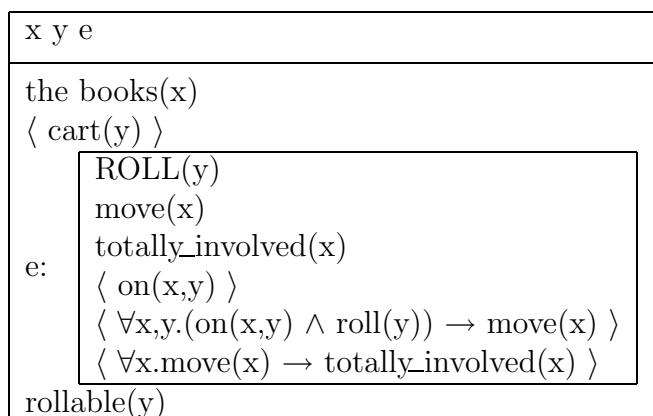 x y e
the books(x)
⟨ cart(y) ⟩
ROLL(y)
move(x)
totally_involved(x)
e:
⟨ on(x,y) ⟩
⟨ ∀x,y.(on(x,y) ∧ roll(y)) → move(x) ⟩
⟨ ∀x.move(x) → totally_involved(x) ⟩
rollable(y)